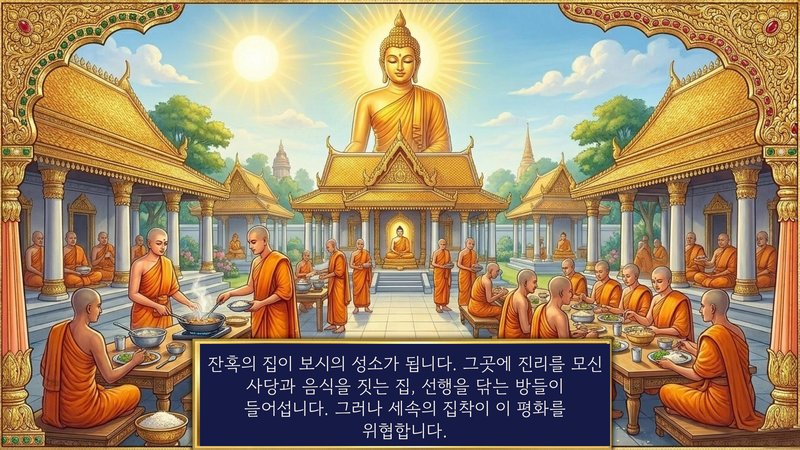 잔혹의 집이 보시의 성소가 됩니다. 그곳에 진리를 모신
사당과 음식을 짓는 집, 선행을 닦는 방들이
들어섭니다. 그러나 세속의 집착이 이 평화를
위협합니다.